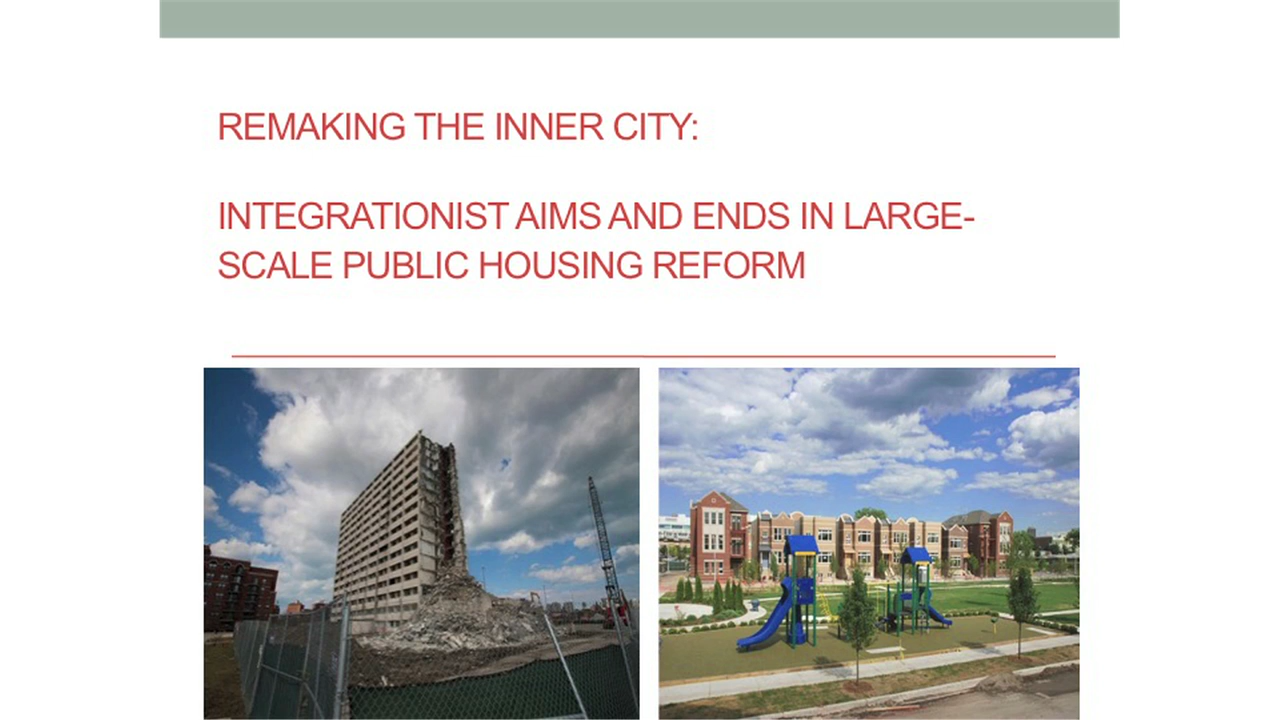 REMAKING THE INNER CITY:
INTEGRATIONIST AIMS AND ENDS IN LARGE-
SCALE PUBLIC HOUSING REFORM